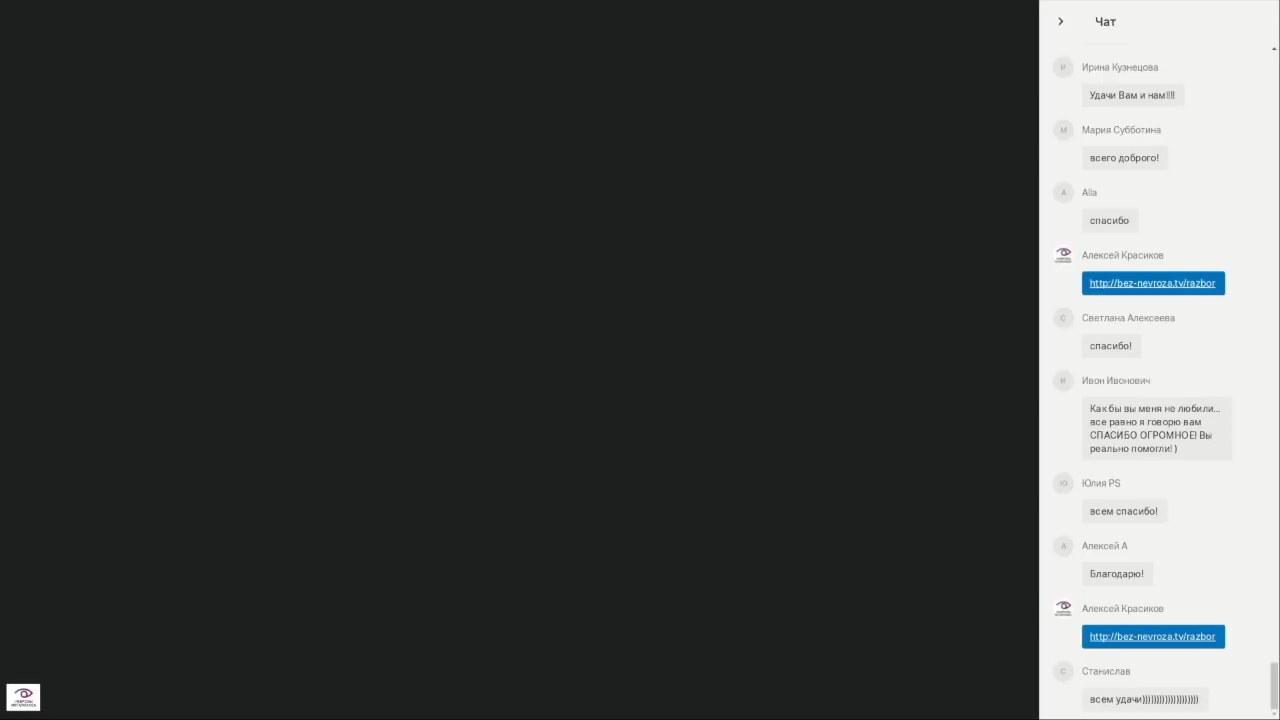 Чат
И
Ирина Кузнецова
Удачи Вам и нам!!!!
М
Мария Субботина
всего доброго!
A
Alla
спасибо
Алексей Красиков
http://bez-nevroza.tv/razbor
С
Светлана Алексеева
спасибо!
И
Ивон Ивонович
Как бы вы меня не любили...
все равно я говорю вам
СПАСИБО ОГРОМНОЕ! Вы
реально помогли! )
Ю
Юлия PS
всем спасибо!
А
Алексей А
Благодарю!
Алексей Красиков
http://bez-nevroza.tv/razbor
С
Станислав
всем удачи))))))))))))))))))))